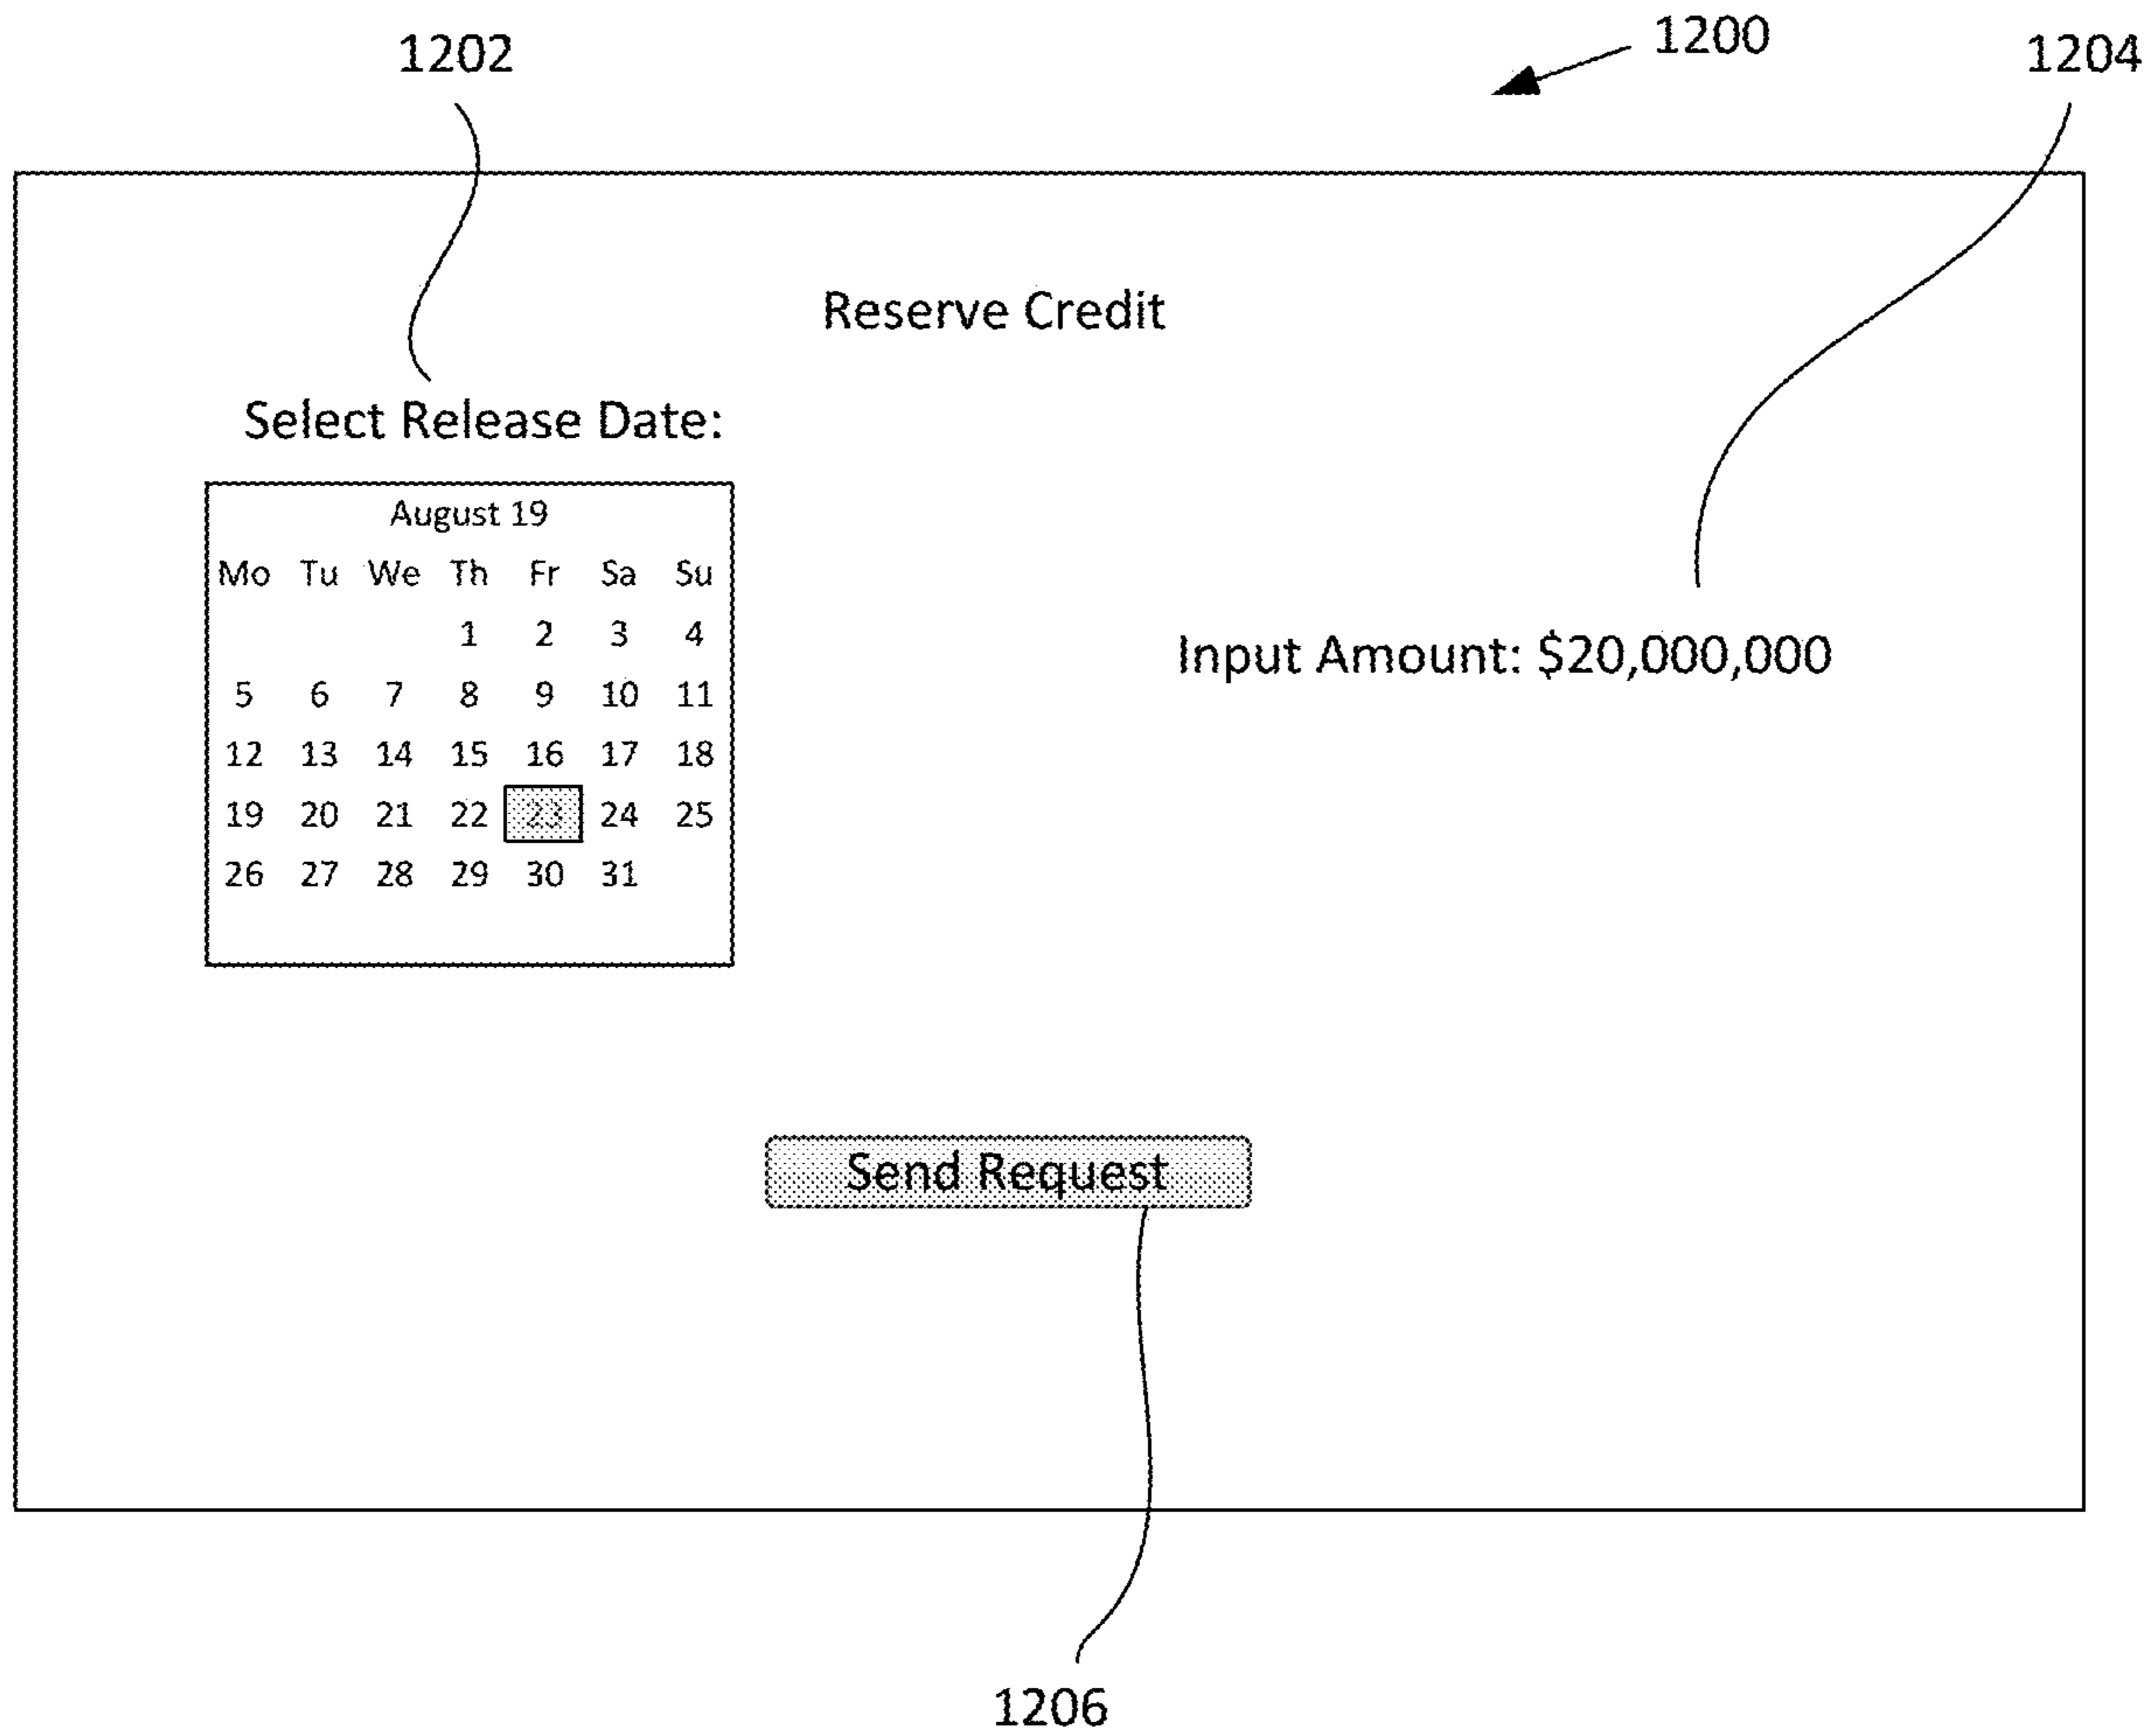 1202
1200
1204
Reserve Credit
Select Release Date:
August 19
Mo Tu We Th Fr Sa Su
1 2 3 4
5 6 7 8 9 10 11
12 13 14 15 16 17 18
19 20 21 22 23 24 25
26 27 28 29 30 31
Input Amount: $20,000,000
Send Request
1206